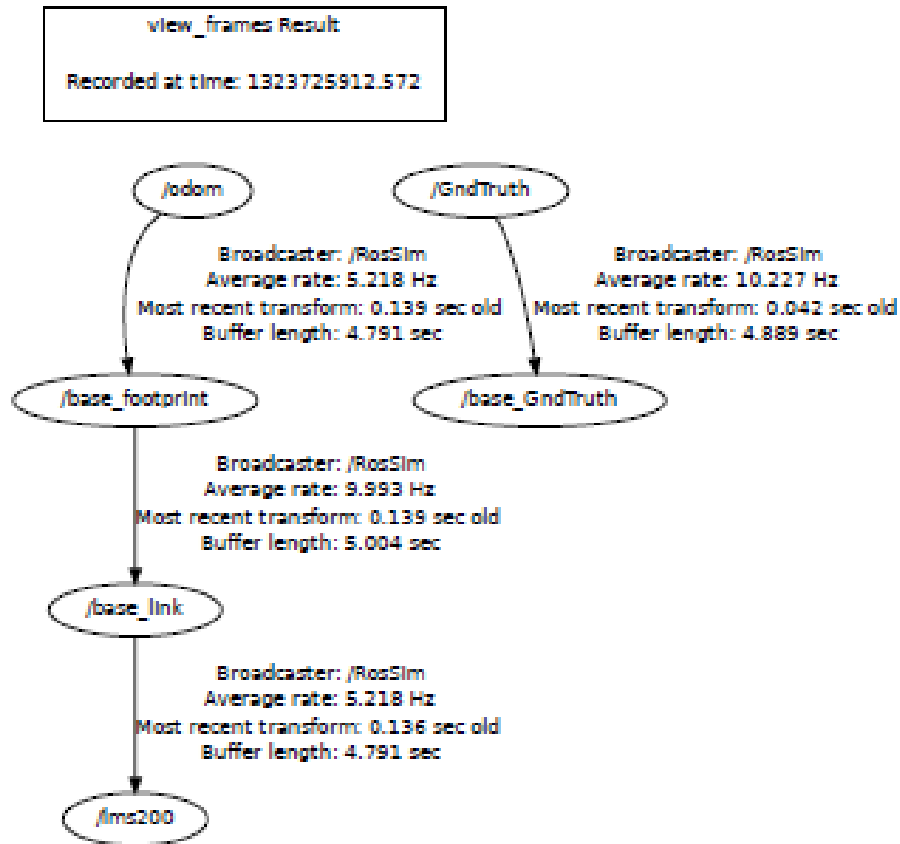 view_frames Result
Recorded at time: 1323725912.572
/odom
/GndTruth
Broadcaster: /RosSim
Average rate: 5.218 Hz
Most recent transform: 0.139 sec old
Buffer length: 4.791 sec
Broadcaster: /RosSim
Average rate: 10.227 Hz
Most recent transform: 0.042 sec old
Buffer length: 4.889 sec
/base_footprint
/base_GndTruth
Broadcaster: /RosSim
Average rate: 9.993 Hz
Most recent transform: 0.139 sec old
Buffer length: 5.004 sec
/base_link
Broadcaster: /RosSim
Average rate: 5.218 Hz
Most recent transform: 0.136 sec old
Buffer length: 4.791 sec
/lms200